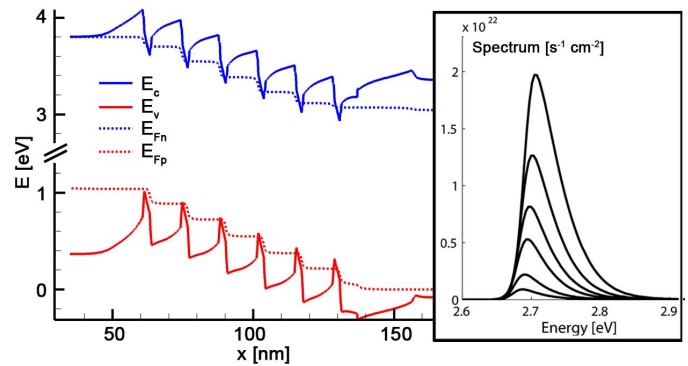 4
3
1
0
E [eV]
E_c
E_v
E_Fn
E_Fp
50
100
150
x [nm]
x 10^22
Spectrum [s^-1 cm^-2]
2
1.5
1
0.5
0
2.6
2.7
2.8
2.9
Energy [eV]